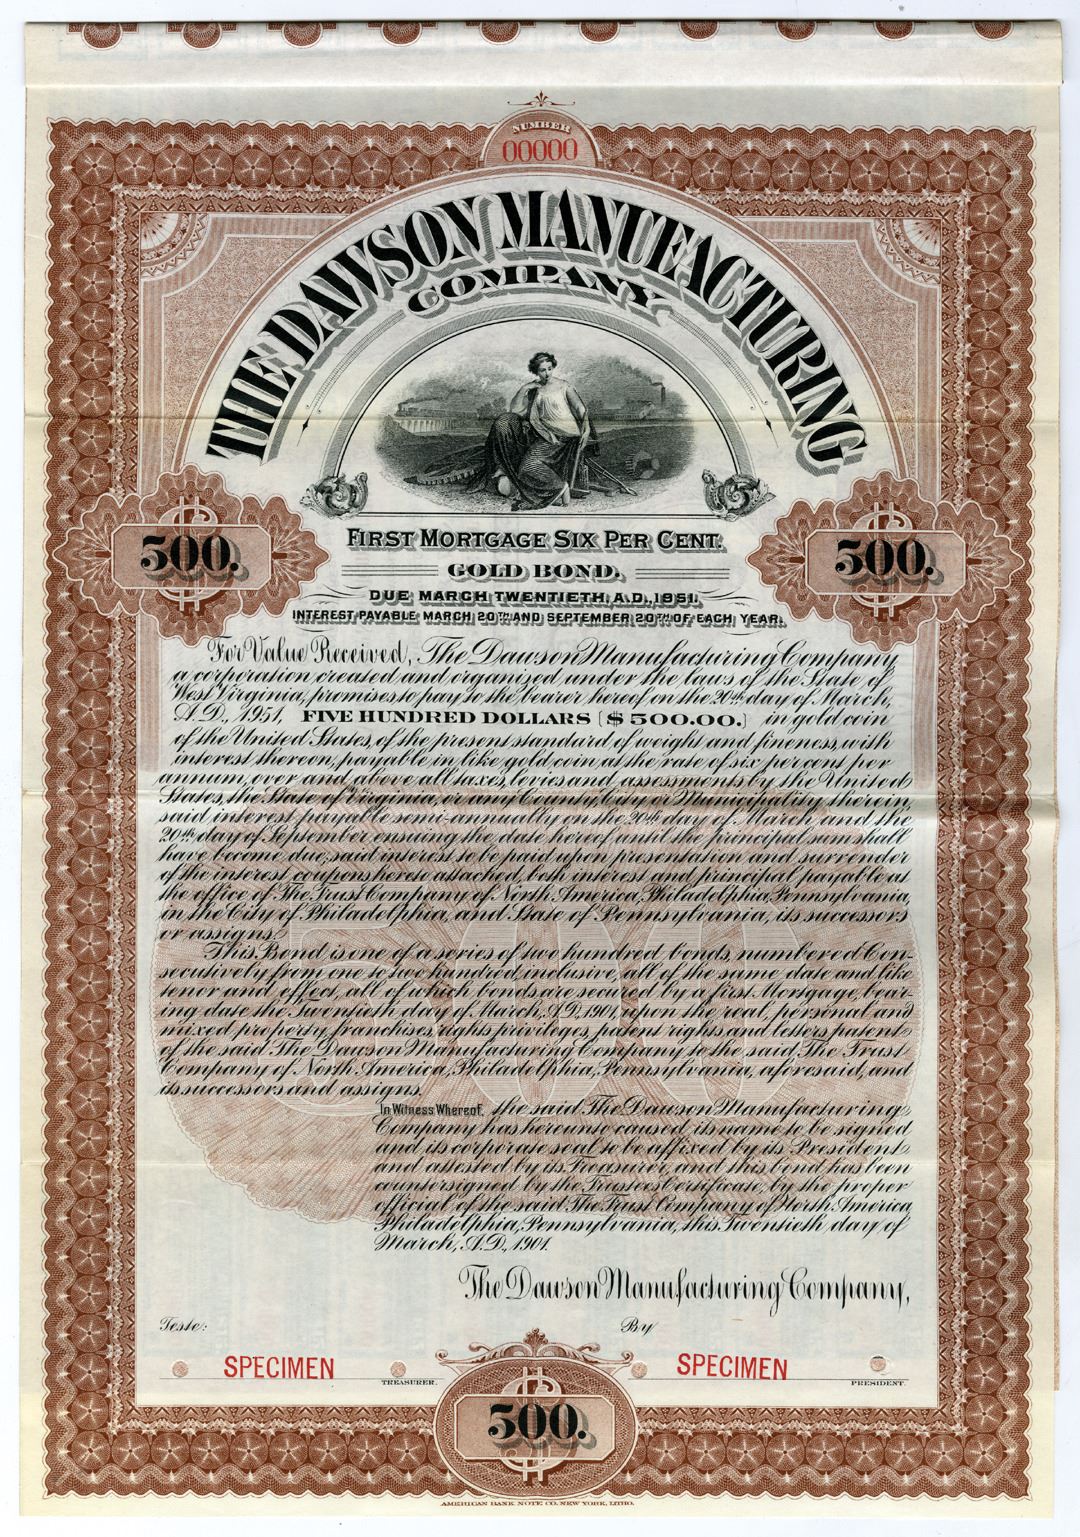 NUMBER
00000
THE DAWSON MANUFACTURING
COMPANY
FIRST MORTGAGE SIX PER CENT.
500.
500.
GOLD BOND.
DUE MARCH TWENTIETH, A.D., 1951.
INTEREST PAYABLE MARCH 20TH AND SEPTEMBER 20TH OF EACH YEAR.
For Value Received, The Dawson Manufacturing Company
a corporation created and organized under the laws of the State of
West Virginia, promises to pay to the bearer hereof on the 20th day of March,
A.D., 1951, FIVE HUNDRED DOLLARS ($500.00.) in gold coin
of the United States, of the present standard of weight and fineness, with
interest thereon, payable in like gold coin, at the rate of six per cent per
annum, over and above all taxes, levies and assessments by the United
States, the State of Virginia, or any County, City or Municipality therein,
said interest payable semi-annually on the 20th day of March and the
20th day of September ensuing the date hereof until the principal sum shall
have become due, said interest to be paid upon presentation and surrender
of the interest coupons hereto attached, both interest and principal payable at
the office of The Trust Company of North America, Philadelphia, Pennsylvania,
in the City of Philadelphia, and State of Pennsylvania, its successors
or assigns.
This Bond is one of a series of two hundred bonds, numbered Con-
secutively from one to two hundred, inclusive, all of the same date and like
tenor and effect, all of which bonds are secured by a first Mortgage, bear-
ing date the Twentieth day of March, A.D. 1901, upon the real, personal and
mixed property, franchises, rights, privileges, patent rights and letters patent
of the said The Dawson Manufacturing Company to the said The Trust
Company of North America, Philadelphia, Pennsylvania, aforesaid, and
its successors and assigns.
In Witness Whereof, the said The Dawson Manufacturing
Company has hereunto caused its name to be signed
and its corporate seal to be affixed by its President
and attested by its Treasurer, and this bond has been
countersigned by the Trustee's Certificate, by the proper
official of the said The Trust Company of North America
Philadelphia, Pennsylvania, this Twentieth day of
March, A.D., 1901.
The Dawson Manufacturing Company,
Teste:
By
SPECIMEN
SPECIMEN
TREASURER.
PRESIDENT.
500.
AMERICAN BANK NOTE CO. NEW YORK, LITHO.